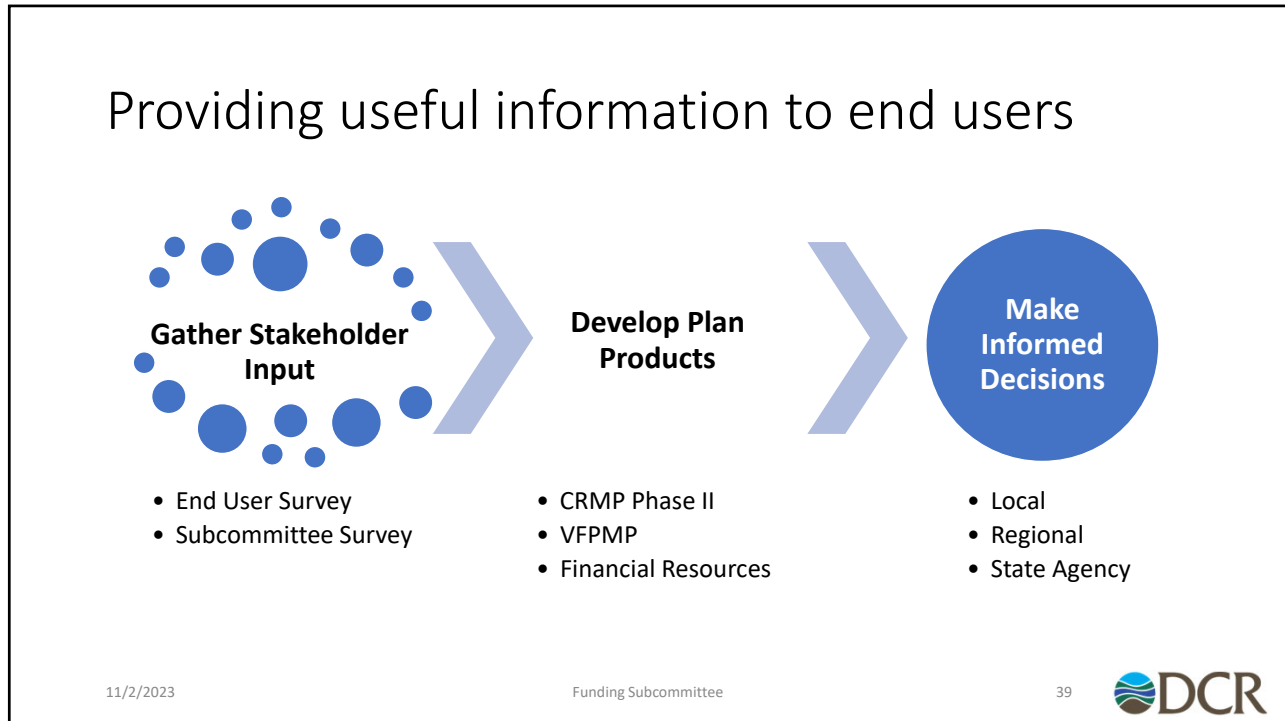 Providing useful information to end users
Gather Stakeholder
Input
• End User Survey
• Subcommittee Survey
Develop Plan
Products
• CRMP Phase II
• VFPMP
• Financial Resources
Make
Informed
Decisions
• Local
• Regional
• State Agency
11/2/2023
Funding Subcommittee
39
DCR